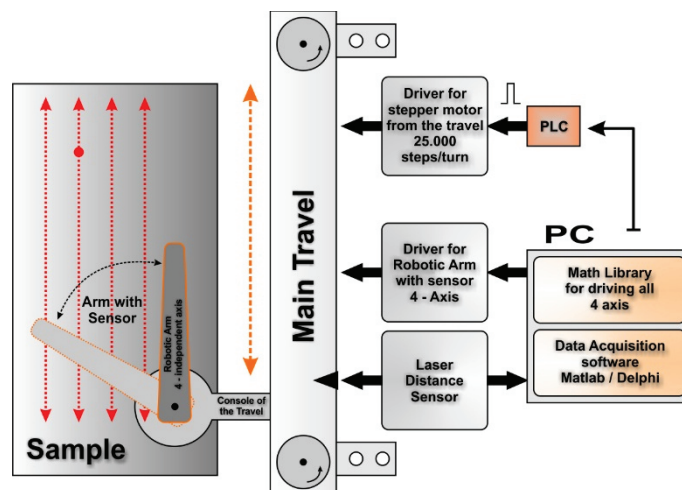 Driver for
stepper motor
from the travel
25.000
steps/turn
PLC
PC
Math Library
for driving all
4 axis
Driver for
Robotic Arm
with sensor
4 - Axis
Data Acquisition
software
Matlab / Delphi
Laser
Distance
Sensor
Main Travel
Arm with
Sensor
Robotic Arm
4 - independent axis
Console of
the Travel
Sample